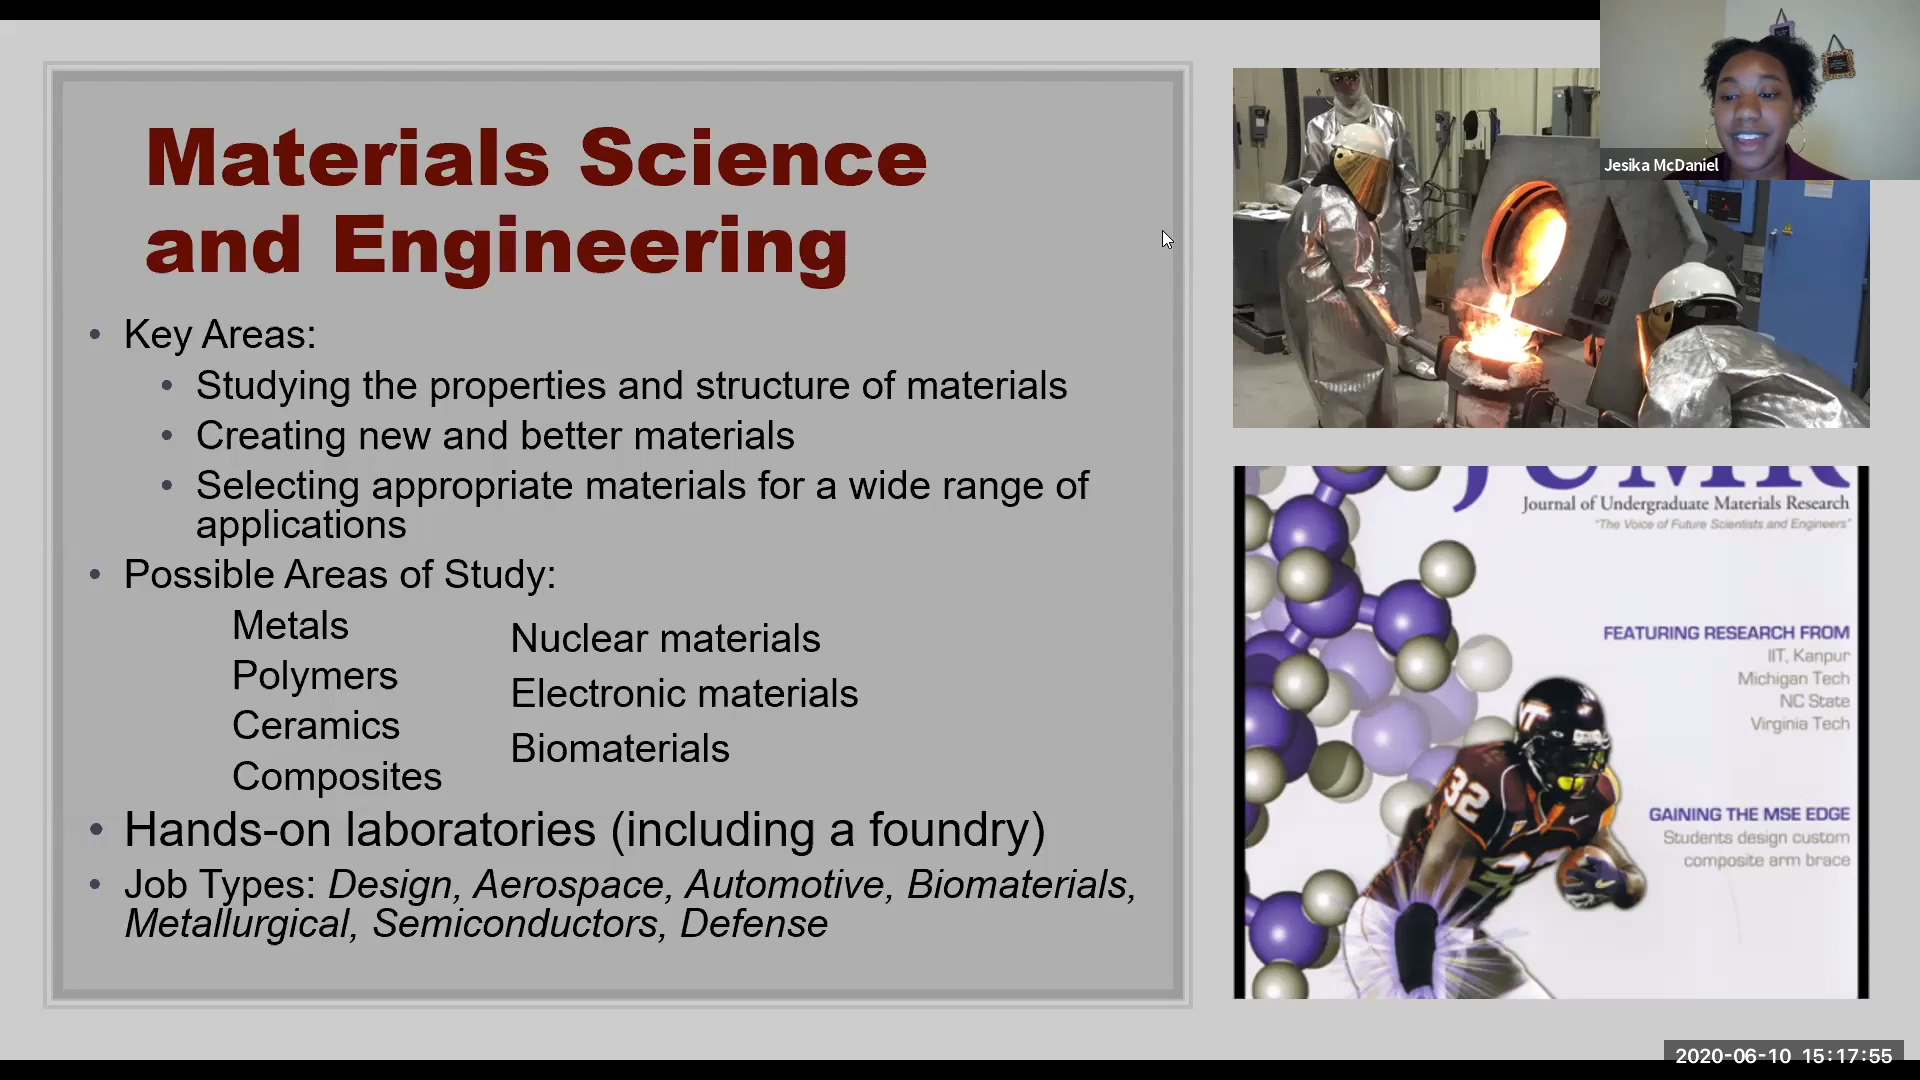 Materials Science
and Engineering
• Key Areas:
• Studying the properties and structure of materials
• Creating new and better materials
• Selecting appropriate materials for a wide range of
applications
• Possible Areas of Study:
Metals
Polymers
Ceramics
Composites
Nuclear materials
Electronic materials
Biomaterials
• Hands-on laboratories (including a foundry)
• Job Types: Design, Aerospace, Automotive, Biomaterials,
Metallurgical, Semiconductors, Defense
Jesika McDaniel
Journal of Undergraduate Materials Research
"The Voice of Future Scientists and Engineers"
FEATURING RESEARCH FROM
IIT, Kanpur
Michigan Tech
NC State
Virginia Tech
GAINING THE MSE EDGE
Students design custom
composite arm brace
32
2020-06-10 15:17:55